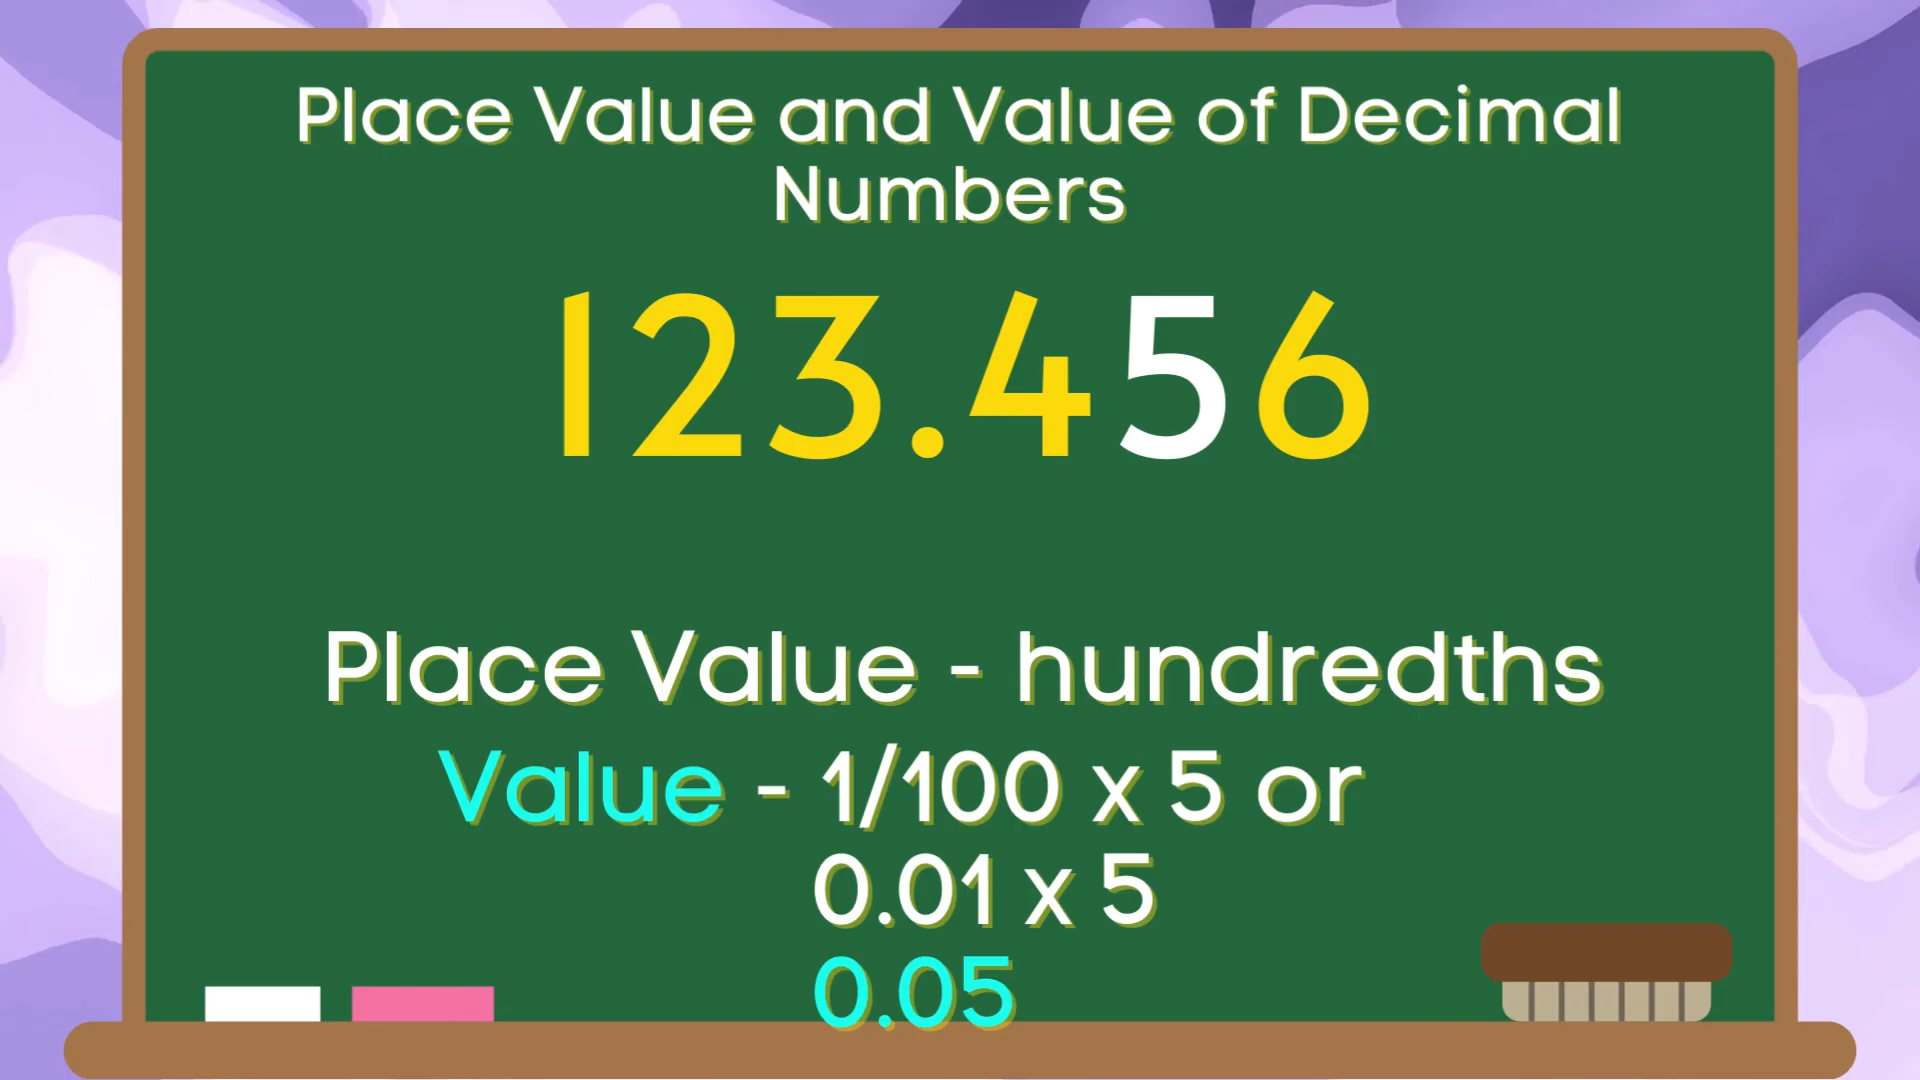 Place Value and Value of Decimal
Numbers
123.456
Place Value - hundredths
Value - 1/100 x 5 or
0.01 x 5
0.05